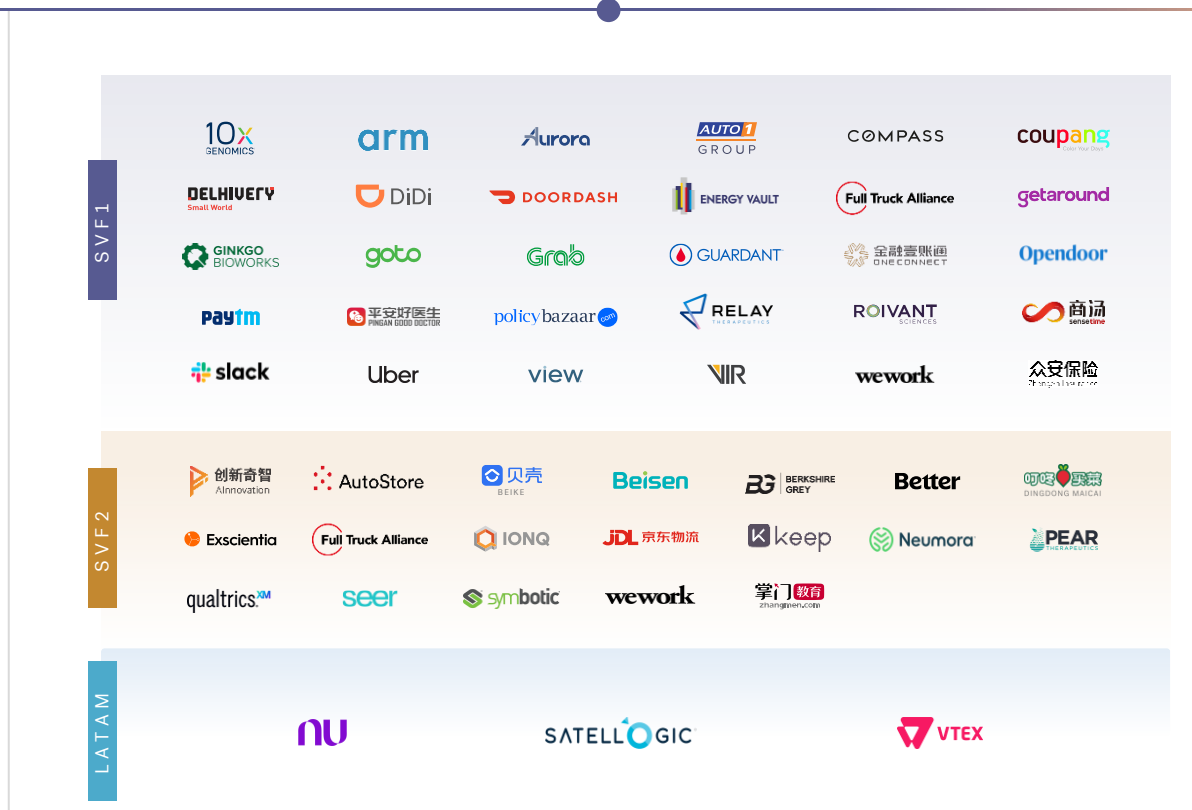 SVF1
10x
GENOMICS
arm
Aurora
AUTO1
GROUP
COMPASS
coupang
Color Your Days
DELHIVERY
Small World
DiDi
DOORDASH
ENERGY VAULT
Full Truck Alliance
getaround
GINKGO
BIOWORKS
goto
Grab
GUARDANT
金融壹账通
ONECONNECT
Opendoor
paytm
平安好医生
PINGAN GOOD DOCTOR
policybazaar.com
RELAY
THERAPEUTICS
ROIVANT
SCIENCES
商汤
sensetime
slack
Uber
view
VIR
wework
众安保险
SVF2
创新奇智
AInnovation
AutoStore
贝壳
BEIKE
Beisen
BG
BERKSHIRE
GREY
Better
叮咚买菜
DINGDONG MAICAI
Exscientia
Full Truck Alliance
IONQ
JDL 京东物流
K keep
Neumora
PEAR
THERAPEUTICS
qualtrics.XM
seer
symbotic
wework
掌门教育
zhangmen.com
LATAM
nu
SATELLOGIC
VTEX